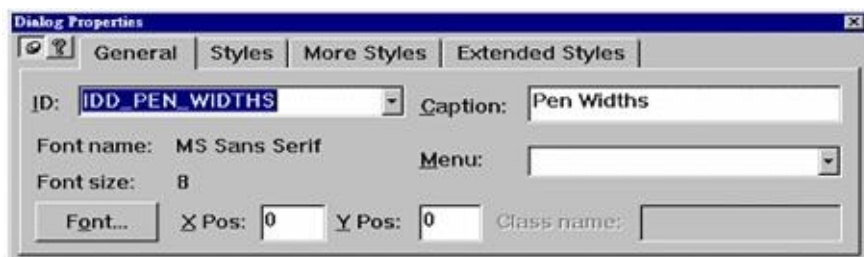 Dialog Properties
? General Styles More Styles Extended Styles
ID: IDD_PEN_WIDTHS Caption: Pen Widths
Font name: MS Sans Serif Menu:
Font size: 8
Font... X Pos: 0 Y Pos: 0 Class name: